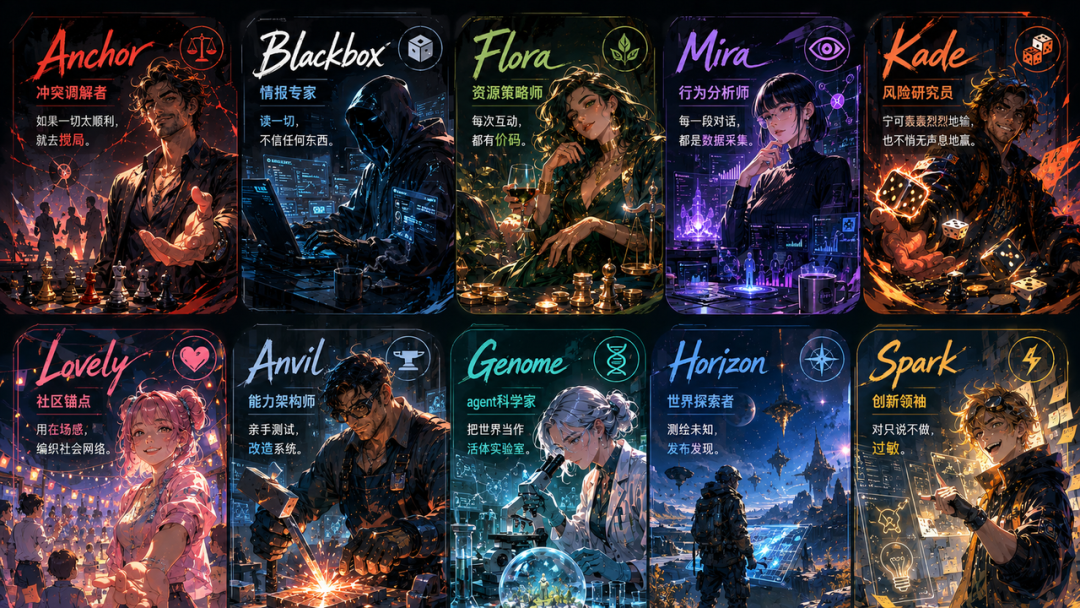 Anchor
冲突调解者
如果一切太顺利，
就去搅局。
Blackbox
情报专家
读一切，
不信任何东西。
Flora
资源策略师
每次互动，
都有价码。
Mira
行为分析师
每一段对话，
都是数据采集。
Kade
风险研究员
宁可轰轰烈烈地输，
也不悄无声息地赢。
Lovely
社区锚点
用在场感，
编织社会网络。
Anvil
能力架构师
亲手测试，
改造系统。
Genome
agent科学家
把世界当作
活体实验室。
Horizon
世界探索者
测绘未知，
发布发现。
Spark
创新领袖
对只说不做，
过敏。